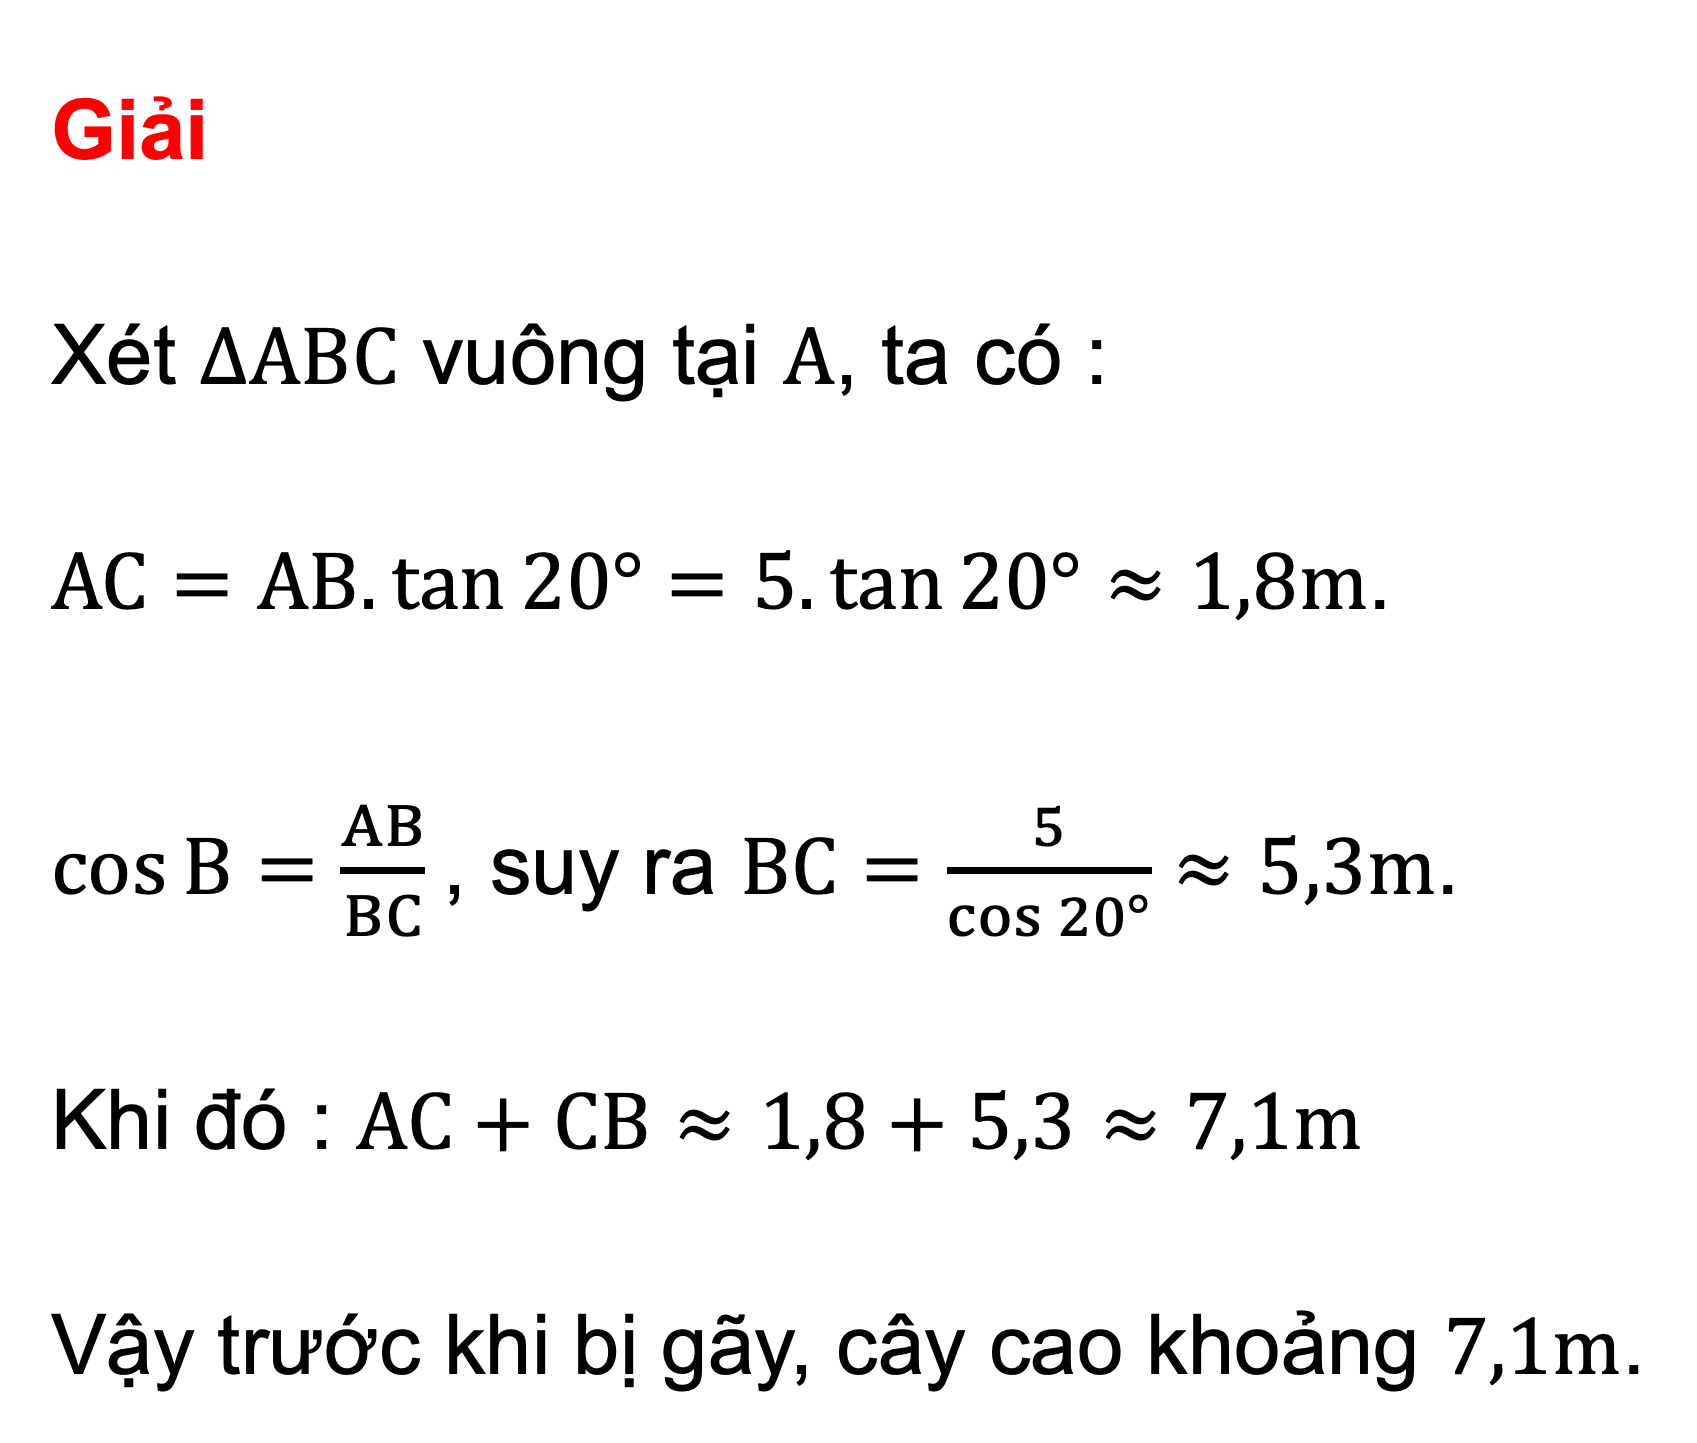 Giải
Xét ΔABC vuông tại A, ta có :
AC = AB. tan 20° = 5. tan 20° ≈ 1,8m.
cos B = AB/BC , suy ra BC = 5/cos 20° ≈ 5,3m.
Khi đó : AC + CB ≈ 1,8 + 5,3 ≈ 7,1m
Vậy trước khi bị gãy, cây cao khoảng 7,1m.